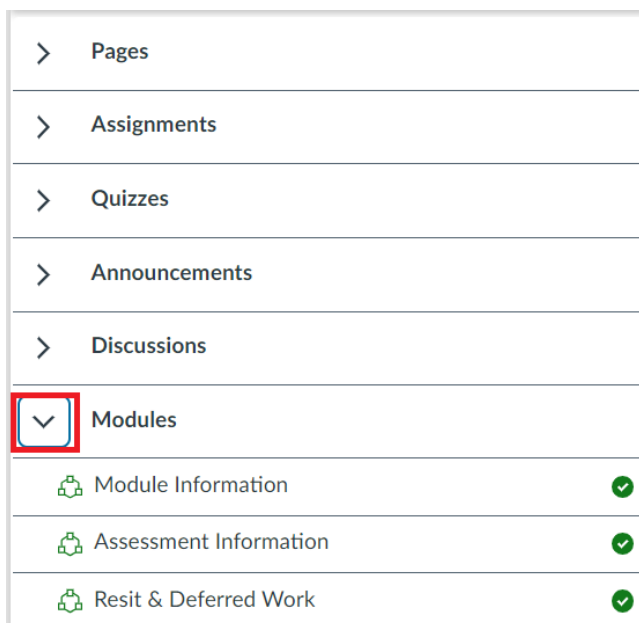 Pages
Assignments
Quizzes
Announcements
Discussions
Modules
Module Information
Assessment Information
Resit & Deferred Work